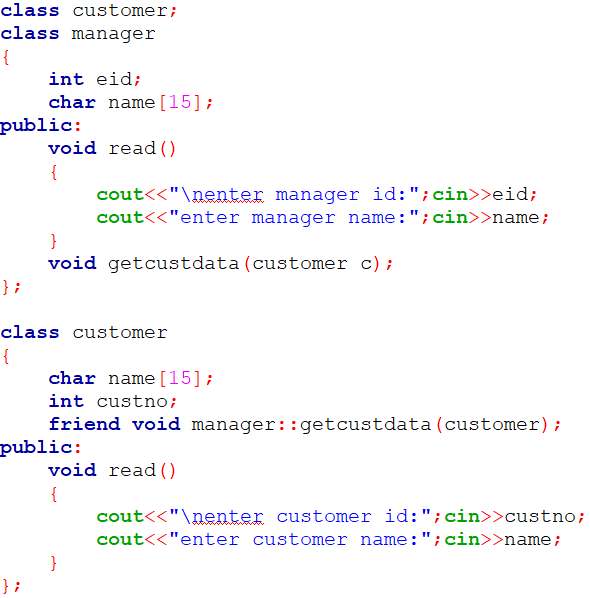 class customer;
class manager
{
    int eid;
    char name[15];
public:
    void read()
    {
        cout<<"\nenter manager id:";cin>>eid;
        cout<<"enter manager name:";cin>>name;
    }
    void getcustdata(customer c);
};

class customer
{
    char name[15];
    int custno;
    friend void manager::getcustdata(customer);
public:
    void read()
    {
        cout<<"\nenter customer id:";cin>>custno;
        cout<<"enter customer name:";cin>>name;
    }
};